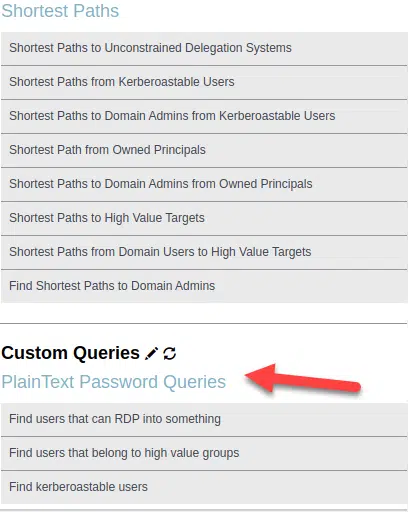 Shortest Paths
Shortest Paths to Unconstrained Delegation Systems
Shortest Paths from Kerberoastable Users
Shortest Paths to Domain Admins from Kerberoastable Users
Shortest Path from Owned Principals
Shortest Paths to Domain Admins from Owned Principals
Shortest Paths to High Value Targets
Shortest Paths from Domain Users to High Value Targets
Find Shortest Paths to Domain Admins
Custom Queries
PlainText Password Queries
Find users that can RDP into something
Find users that belong to high value groups
Find kerberoastable users